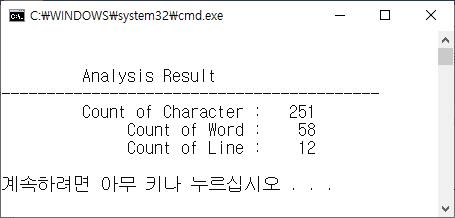 C:₩WINDOWS₩system32₩cmd.exe
Analysis Result
------------------------------------------
Count of Character : 251
Count of Word : 58
Count of Line : 12
계속하려면 아무 키나 누르십시오 . . .